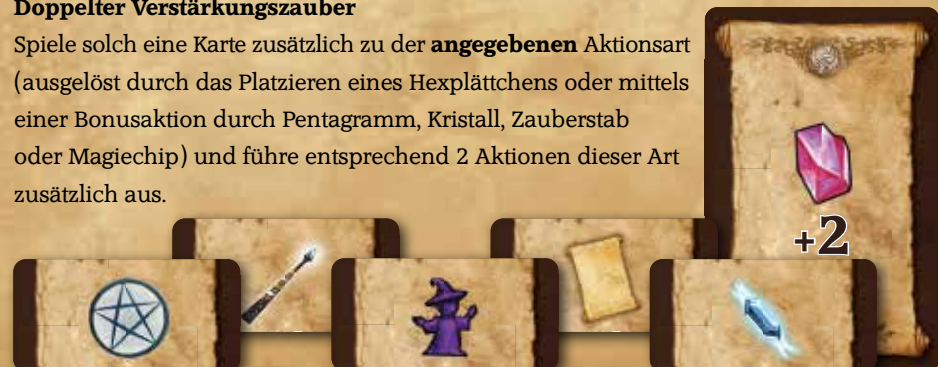 Doppelter Verstärkungszauber
Spiele solch eine Karte zusätzlich zu der angegebenen Aktionsart
(ausgelöst durch das Platzieren eines Hexplättchens oder mittels
einer Bonusaktion durch Pentagramm, Kristall, Zauberstab
oder Magiechip) und führe entsprechend 2 Aktionen dieser Art
zusätzlich aus.
+2